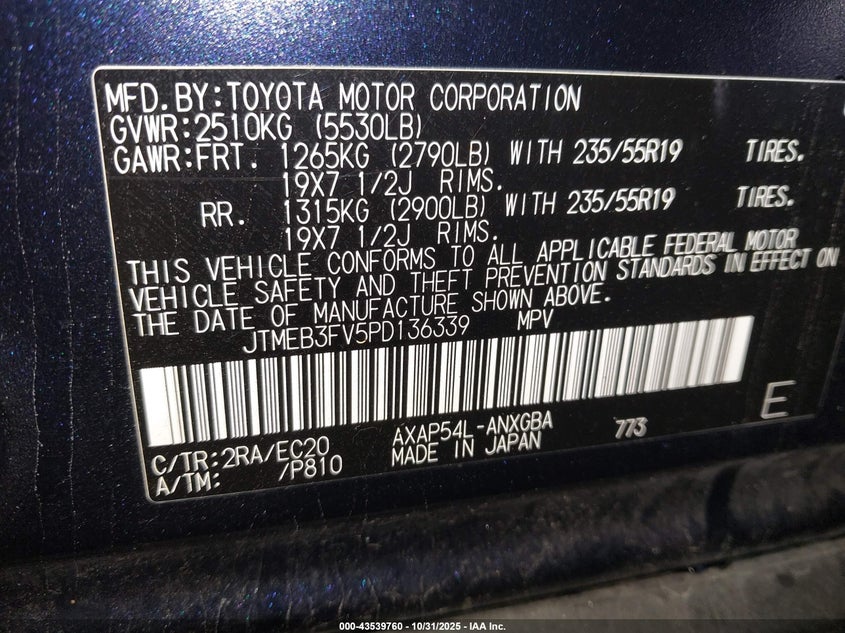 MFD.BY:TOYOTA MOTOR CORPORATION
GVWR:2510KG (5530LB)
GAWR:FRT. 1265KG (2790LB) WITH 235/55R19 TIRES.
19X7 1/2J RIMS.
RR. 1315KG (2900LB) WITH 235/55R19 TIRES.
19X7 1/2J RIMS.
THIS VEHICLE CONFORMS TO ALL APPLICABLE FEDERAL MOTOR
VEHICLE SAFETY AND THEFT PREVENTION STANDARDS IN EFFECT ON
THE DATE OF MANUFACTURE SHOWN ABOVE.
JTMEB3FV5PD136339 MPV
C/TR:2RA/EC20 AXAP54L-ANXGBA 773 E
A/TM: /P810 MADE IN JAPAN
000-43539760 - 10/31/2025 - IAA Inc.